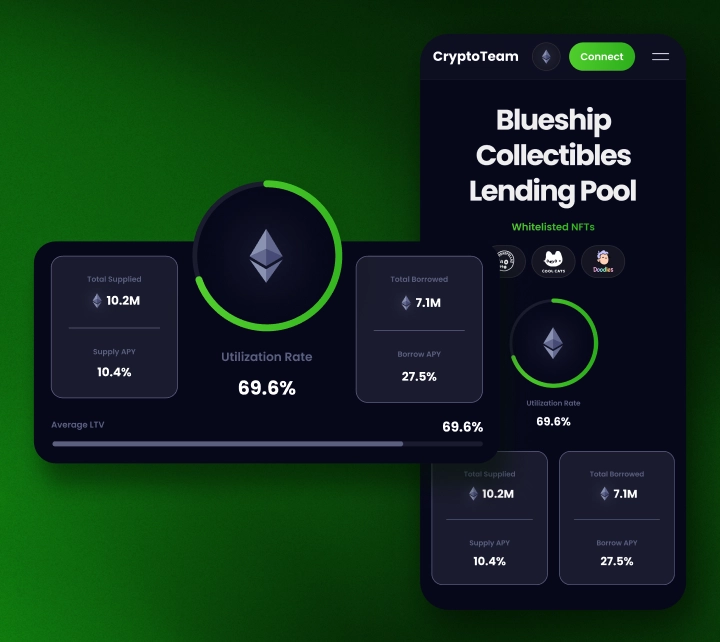 CryptoTeam
Connect
Blueship
Collectibles
Lending Pool
Whitelisted NFTs
COOL CATS
Doodles
Utilization Rate
69.6%
Total Supplied
10.2M
Supply APY
10.4%
Total Borrowed
7.1M
Borrow APY
27.5%
Total Supplied
10.2M
Supply APY
10.4%
Utilization Rate
69.6%
Total Borrowed
7.1M
Borrow APY
27.5%
Average LTV
69.6%